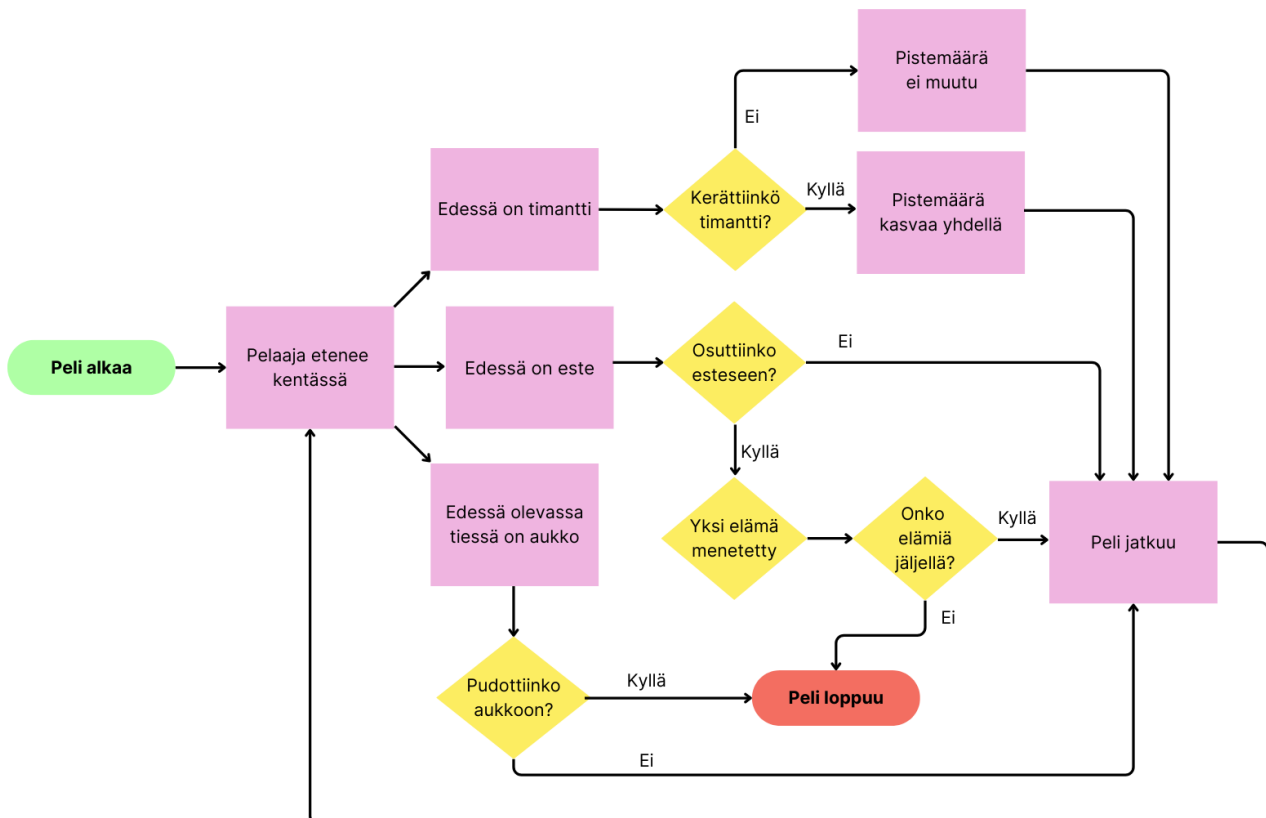 Pistemäärä
ei muutu
Ei
Edessä on timantti
Kerättiinkö
timantti?
Kyllä
Pistemäärä
kasvaa yhdellä
Peli alkaa
Pelaaja etenee
kentässä
Edessä on este
Osuttiinko
esteseen?
Ei
Kyllä
Edessä olevassa
tiessä on aukko
Yksi elämä
menetetty
Onko
elämiä
jäljellä?
Kyllä
Peli jatkuu
Ei
Pudottiinko
aukkoon?
Kyllä
Peli loppuu
Ei